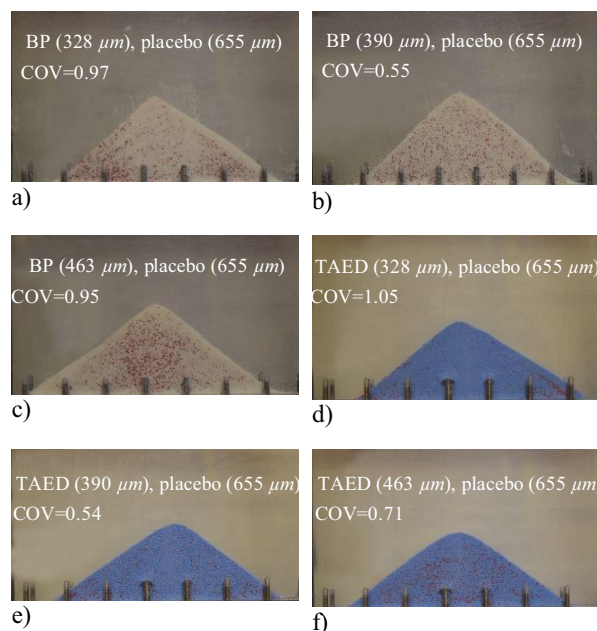 BP (328 µm), placebo (655 µm)
COV=0.97
a)
BP (390 µm), placebo (655 µm)
COV=0.55
b)
BP (463 µm), placebo (655 µm)
COV=0.95
c)
TAED (328 µm), placebo (655 µm)
COV=1.05
d)
TAED (390 µm), placebo (655 µm)
COV=0.54
e)
TAED (463 µm), placebo (655 µm
COV=0.71
f)